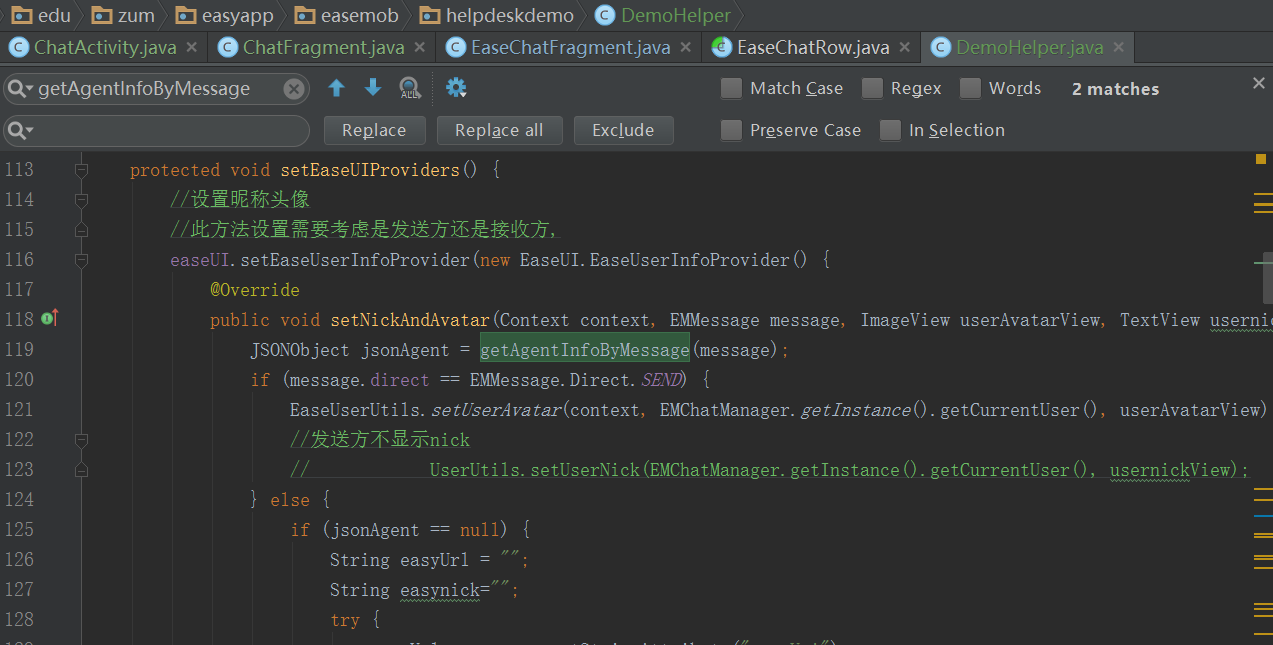 edu zum easyapp easemob helpdeskdemo DemoHelper
ChatActivity.java ChatFragment.java EaseChatFragment.java EaseChatRow.java DemoHelper.java
getAgentInfoByMessage Match Case Regex Words 2 matches
Replace Replace all Exclude Preserve Case In Selection
113 protected void setEaseUIProviders() {
114 //设置昵称头像
115 //此方法设置需要考虑是发送方还是接收方,
116 easeUI.setEaseUserInfoProvider(new EaseUI.EaseUserInfoProvider() {
117 @Override
118 public void setNickAndAvatar(Context context, EMMessage message, ImageView userAvatarView, TextView usernic
119 JSONObject jsonAgent = getAgentInfoByMessage(message);
120 if (message.direct == EMMessage.Direct.SEND) {
121 EaseUserUtils.setUserAvatar(context, EMChatManager.getInstance().getCurrentUser(), userAvatarView)
122 //发送方不显示nick
123 // UserUtils.setUserNick(EMChatManager.getInstance().getCurrentUser(), usernickView);
124 } else {
125 if (jsonAgent == null) {
126 String easyUrl = "";
127 String easynick="";
128 try {